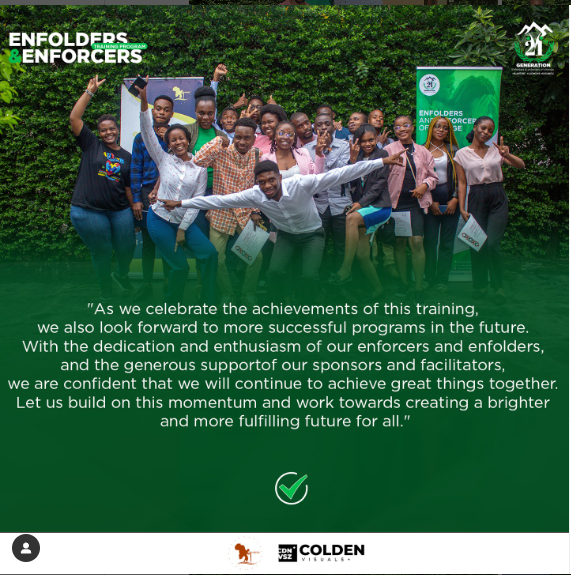 ENFOLDERS
TRAINING PROGRAM
&ENFORCERS
21
GENERATION
ENFOLDERS
AND ENFORCERS
"As we celebrate the achievements of this training,
we also look forward to more successful programs in the future.
With the dedication and enthusiasm of our enforcers and enfolders,
and the generous supportof our sponsors and facilitators,
we are confident that we will continue to achieve great things together.
Let us build on this momentum and work towards creating a brighter
and more fulfilling future for all."
CDN
VSZ
COLDEN
VISUALS